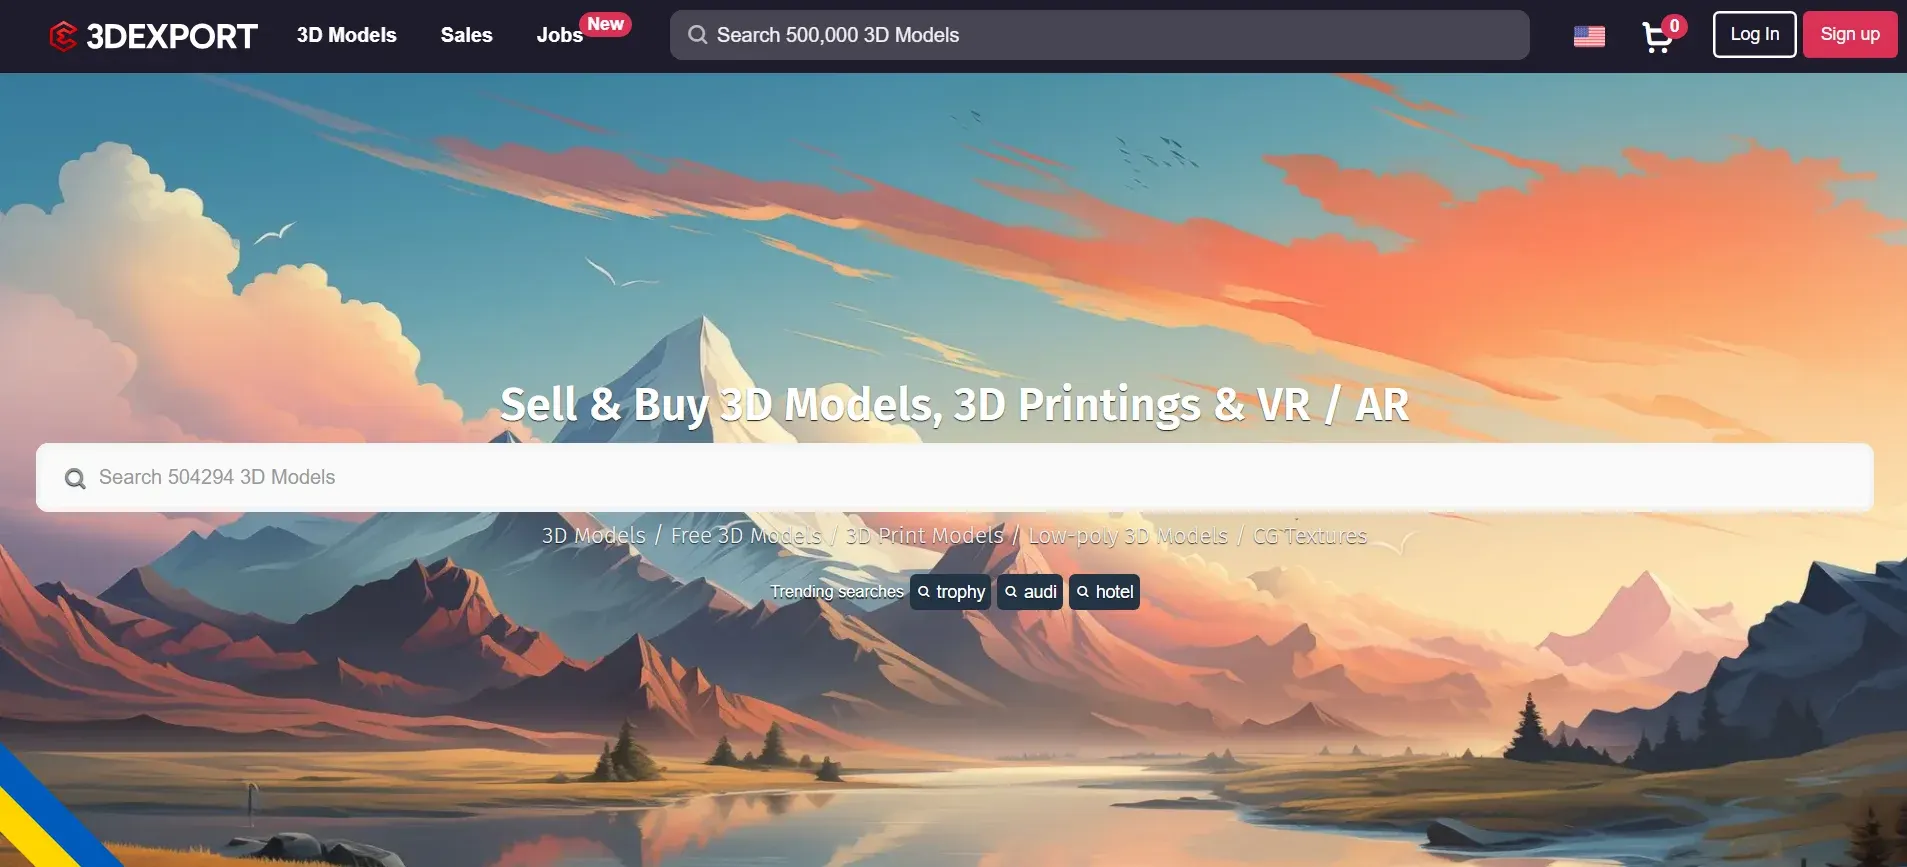 3DEXPORT 3D Models Sales Jobs New Search 500,000 3D Models 0 Log In Sign up
Sell & Buy 3D Models, 3D Printings & VR / AR
Search 504294 3D Models
3D Models / Free 3D Models / 3D Print Models / Low-poly 3D Models / CG Textures
Trending searches trophy audi hotel